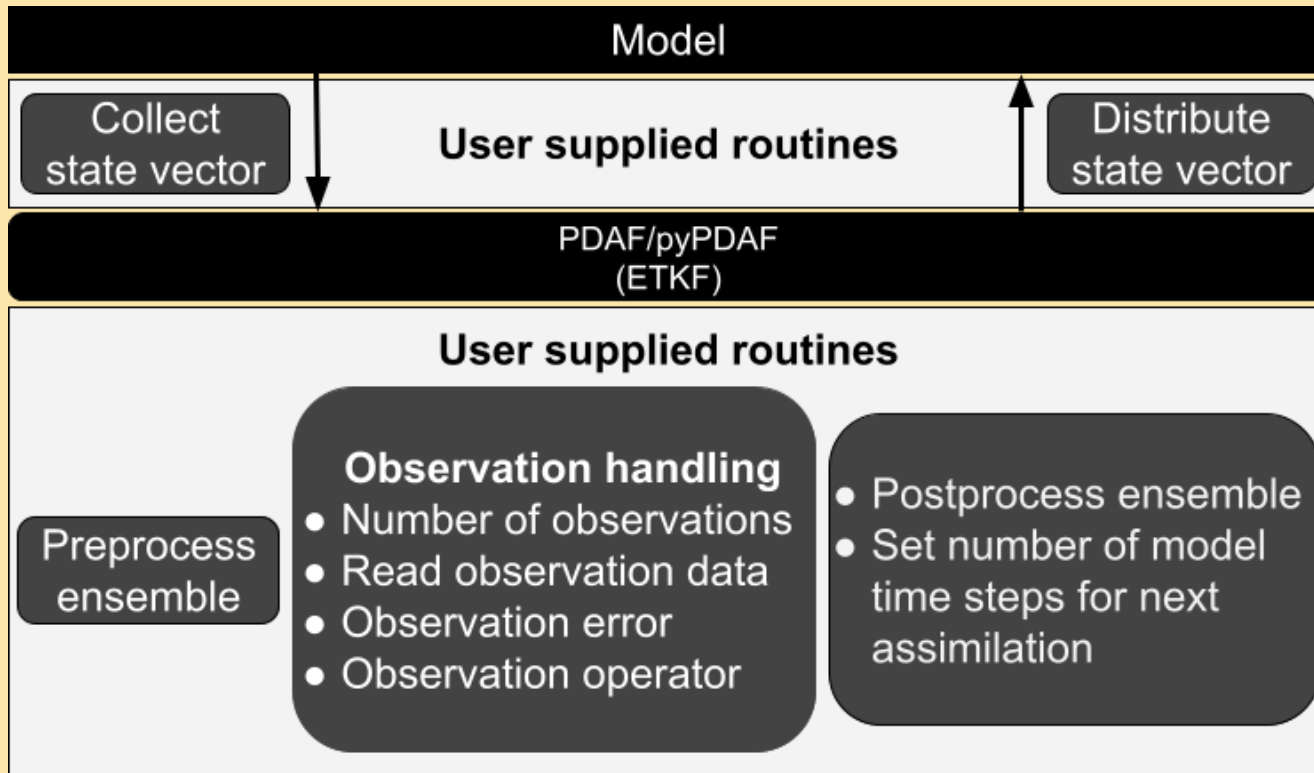 Model
Collect
state vector
User supplied routines
Distribute
state vector
PDAF/pyPDAF
(ETKF)
User supplied routines
Preprocess
ensemble
Observation handling
● Number of observations
● Read observation data
● Observation error
● Observation operator
● Postprocess ensemble
● Set number of model
time steps for next
assimilation